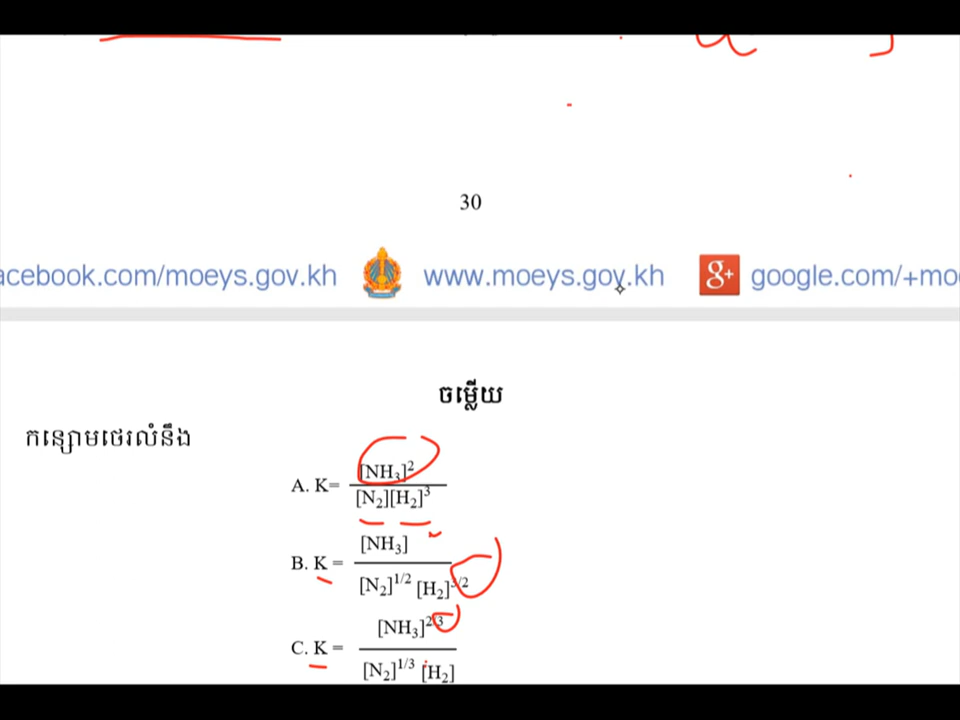 30
acebook.com/moeys.gov.kh www.moeys.gov.kh g+ google.com/+mo
ចម្លើយ
កន្សោមថេរលំនឹង
A. K= [NH₃]² / [N₂][H₂]³
B. K = [NH₃] / [N₂]^1/2 [H₂]^3/2
C. K = [NH₃]^2/3 / [N₂]^1/3 [H₂]